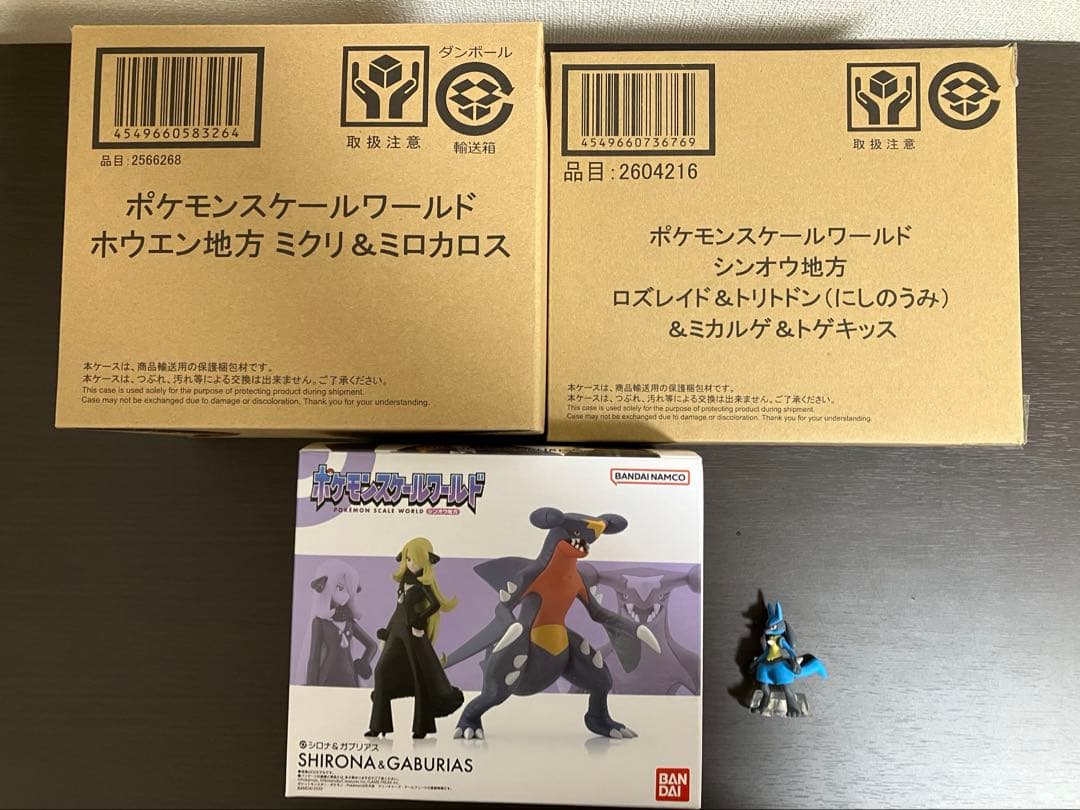 4549660583264
品目:2566268
取扱注意
ダンボール
輸送箱
ポケモンスケールワールド
ホウエン地方 ミクリ&ミロカロス
本ケースは、商品輸送用の保護梱包材です。
本ケースは、つぶれ、汚れ等による交換は出来ません。ご了承ください。
This case is used solely for the purpose of protecting product during shipment.
Case may not be exchanged due to damage or discoloration. Thank you for your understanding.
4549660736769
品目:2604216
取扱注意
ポケモンスケールワールド
シンオウ地方
ロズレイド&トリトドン(にしのうみ)
&ミカルゲ&トゲキッス
本ケースは、商品輸送用の保護梱包材です。
本ケースは、つぶれ、汚れ等による交換は出来ません。ご了承ください。
This case is used solely for the purpose of protecting product during shipment.
Case may not be exchanged due to damage or discoloration. Thank you for your understanding.
ポケモンスケールワールド
POKÉMON SCALE WORLD シンオウ地方
BANDAI NAMCO
シロナ&ガブリアス
SHIRONA&GABURIAS
BAN
DAI